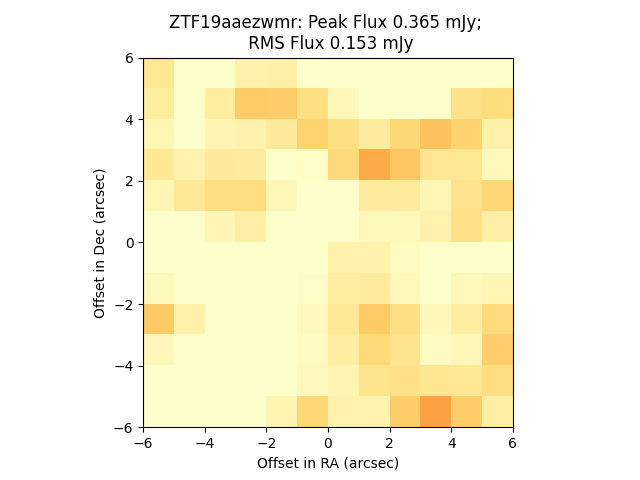 ZTF19aaezwmr: Peak Flux 0.365 mJy;
RMS Flux 0.153 mJy
6
4
2
0
−2
−4
−6
Offset in Dec (arcsec)
−6 −4 −2 0 2 4 6
Offset in RA (arcsec)